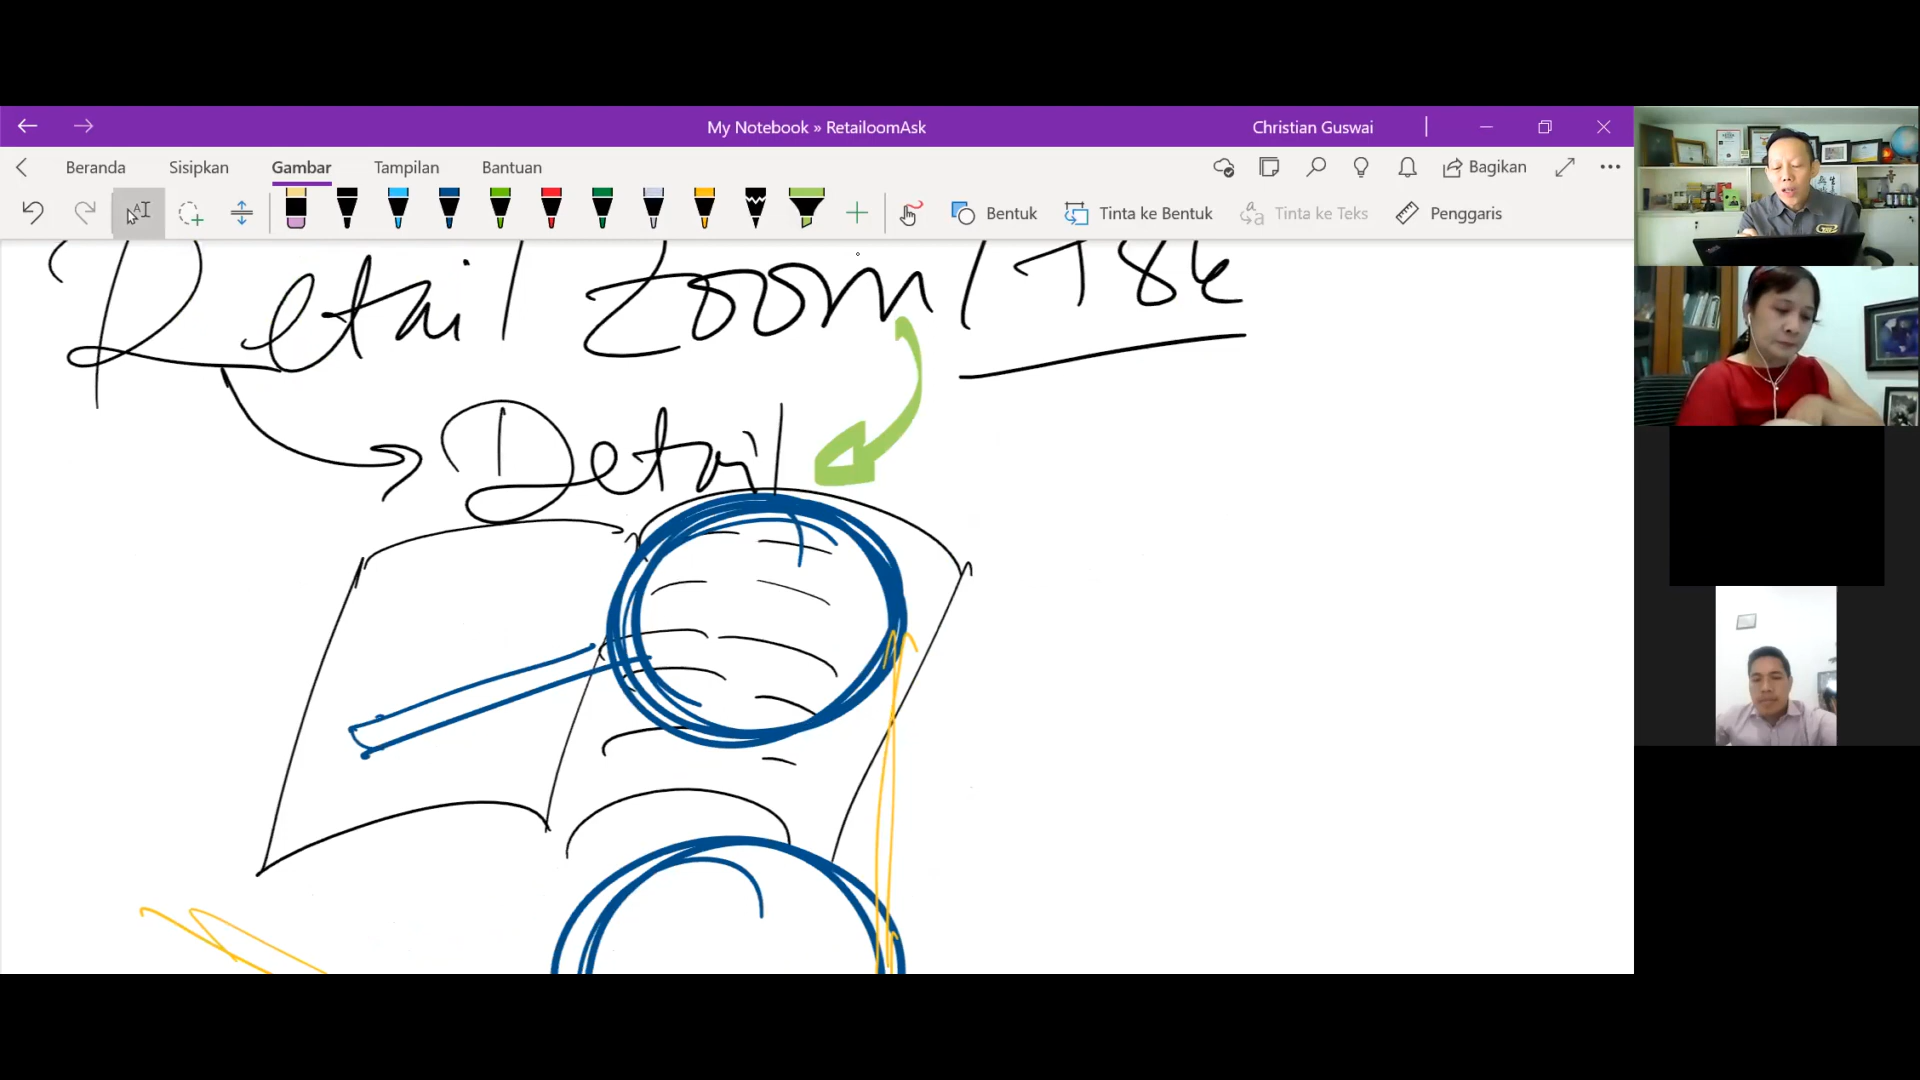 My Notebook » RetailoomAsk
Christian Guswai
Beranda Sisipkan Gambar Tampilan Bantuan
Bagikan
Bentuk Tinta ke Bentuk Tinta ke Teks Penggaris
Retail Zoom /
Detail